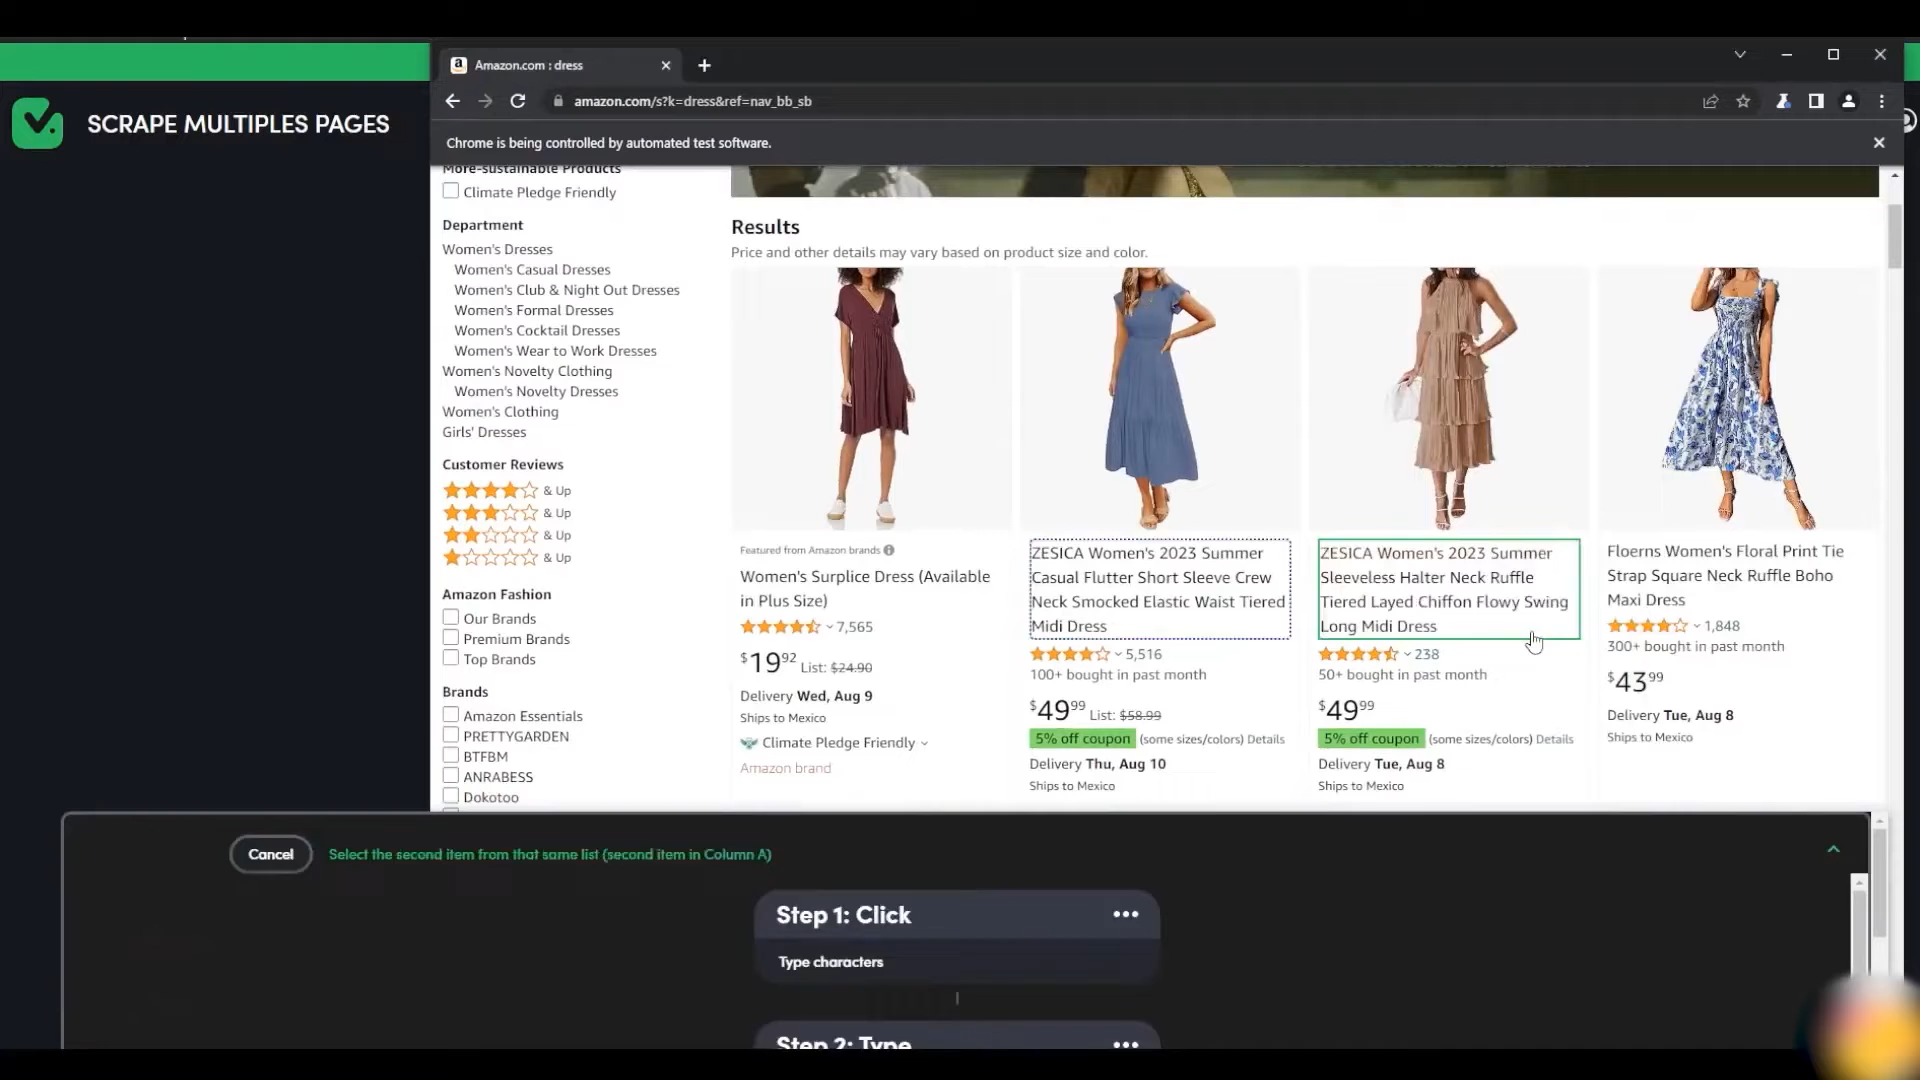 Amazon.com : dress
amazon.com/s?k=dress&ref=nav_bb_sb
SCRAPE MULTIPLES PAGES
Chrome is being controlled by automated test software.
More-sustainable Products
Climate Pledge Friendly
Department
Women's Dresses
Women's Casual Dresses
Women's Club & Night Out Dresses
Women's Formal Dresses
Women's Cocktail Dresses
Women's Wear to Work Dresses
Women's Novelty Clothing
Women's Novelty Dresses
Women's Clothing
Girls' Dresses
Customer Reviews
& Up
& Up
& Up
& Up
Amazon Fashion
Our Brands
Premium Brands
Top Brands
Brands
Amazon Essentials
PRETTYGARDEN
BTFBM
ANRABESS
Dokotoo
Results
Price and other details may vary based on product size and color.
Featured from Amazon brands
Women's Surplice Dress (Available
in Plus Size)
7,565
$19.92 List: $24.90
Delivery Wed, Aug 9
Ships to Mexico
Climate Pledge Friendly
Amazon brand
ZESICA Women's 2023 Summer
Casual Flutter Short Sleeve Crew
Neck Smocked Elastic Waist Tiered
Midi Dress
5,516
100+ bought in past month
$49.99 List: $58.99
5% off coupon (some sizes/colors) Details
Delivery Thu, Aug 10
Ships to Mexico
ZESICA Women's 2023 Summer
Sleeveless Halter Neck Ruffle
Tiered Layed Chiffon Flowy Swing
Long Midi Dress
238
50+ bought in past month
$49.99
5% off coupon (some sizes/colors) Details
Delivery Tue, Aug 8
Ships to Mexico
Floerns Women's Floral Print Tie
Strap Square Neck Ruffle Boho
Maxi Dress
1,848
300+ bought in past month
$43.99
Delivery Tue, Aug 8
Ships to Mexico
Cancel
Select the second item from that same list (second item in Column A)
Step 1: Click
Type characters
Step 2: Type